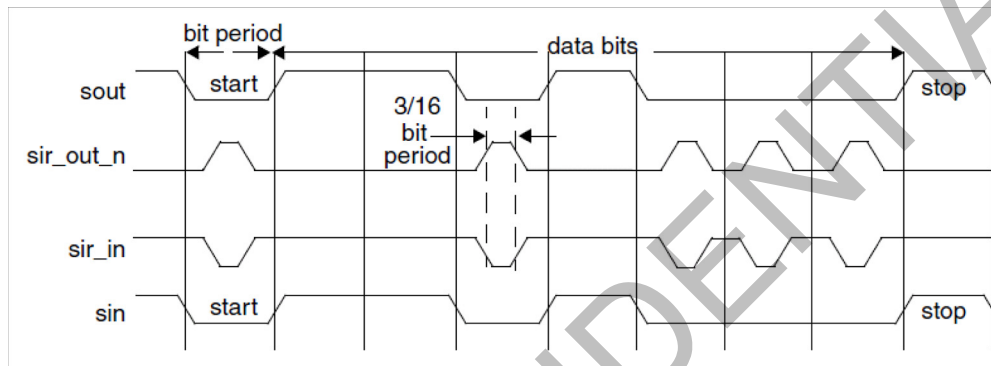 bit period
data bits
sout
start
stop
3/16
bit
period
sir_out_n
sir_in
sin
start
stop